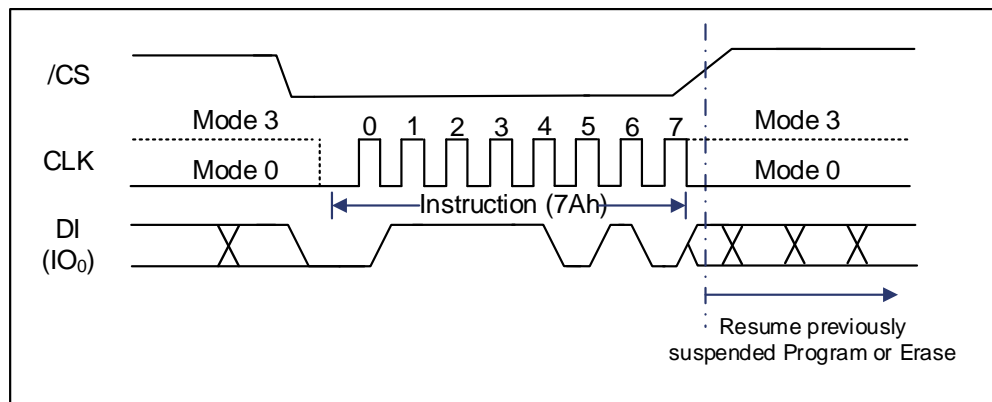 /CS
Mode 3 0 1 2 3 4 5 6 7 Mode 3
CLK
Mode 0 Mode 0
Instruction (7Ah)
DI
(IO₀)
Resume previously
suspended Program or Erase